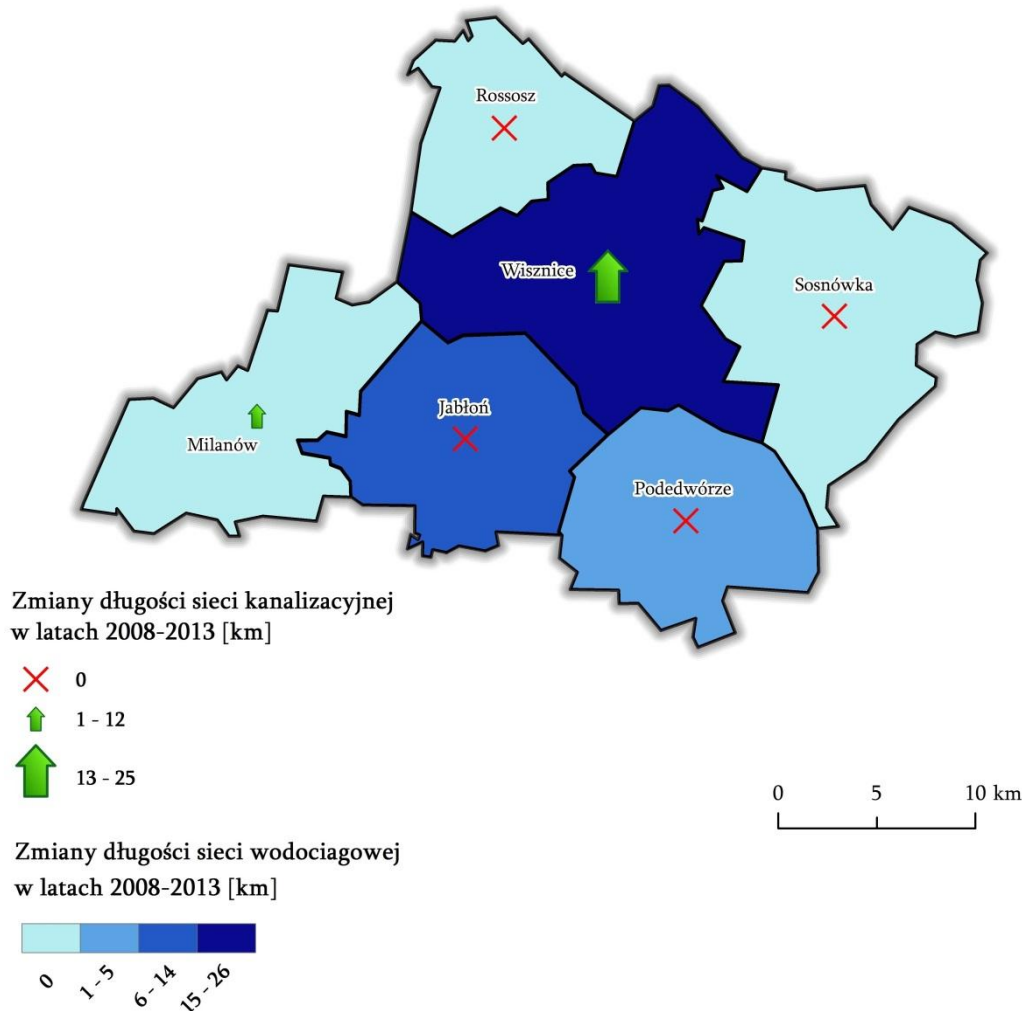 Rossosz
Wisznice
Sosnówka
Jabłoń
Milanów
Podedwórze
Zmiany długości sieci kanalizacyjnej
w latach 2008-2013 [km]
0
1 - 12
13 - 25
0 5 10 km
Zmiany długości sieci wodociagowej
w latach 2008-2013 [km]
0
1 - 5
6 - 14
15 - 26